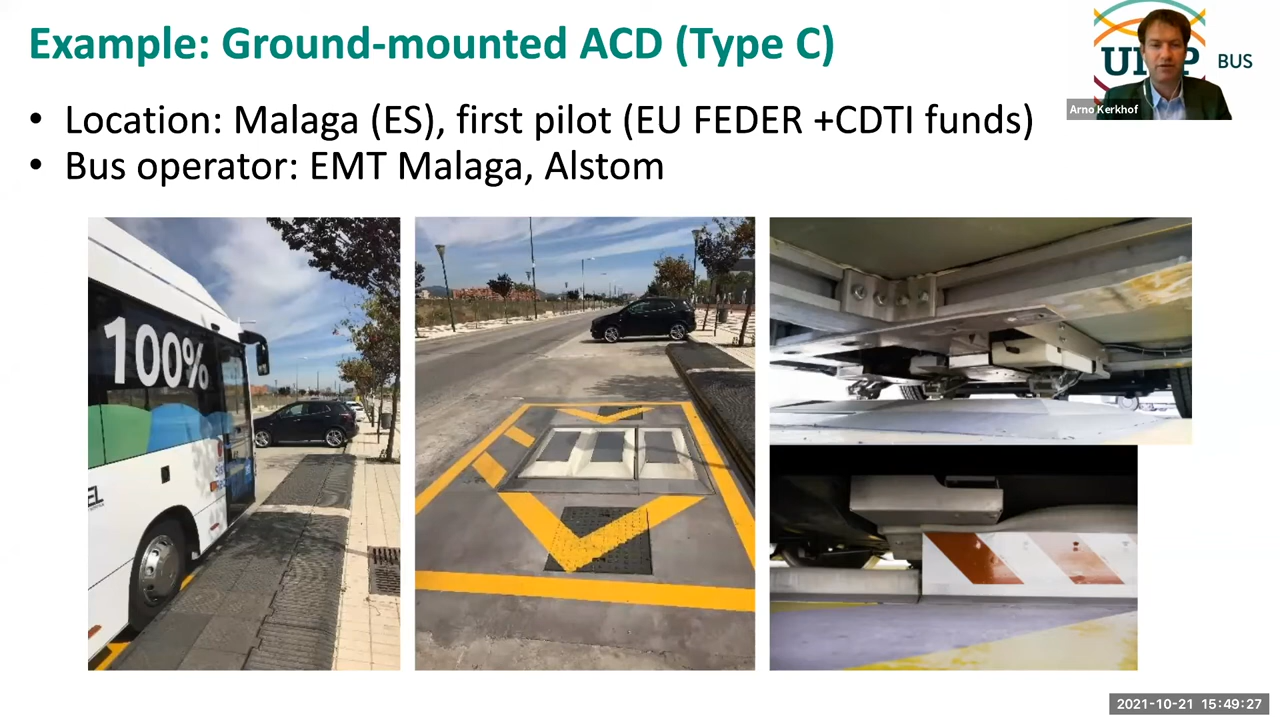 Example: Ground-mounted ACD (Type C)
BUS
Arno Kerkhof
• Location: Malaga (ES), first pilot (EU FEDER +CDTI funds)
• Bus operator: EMT Malaga, Alstom
100%
EL
2021-10-21 15:49:27